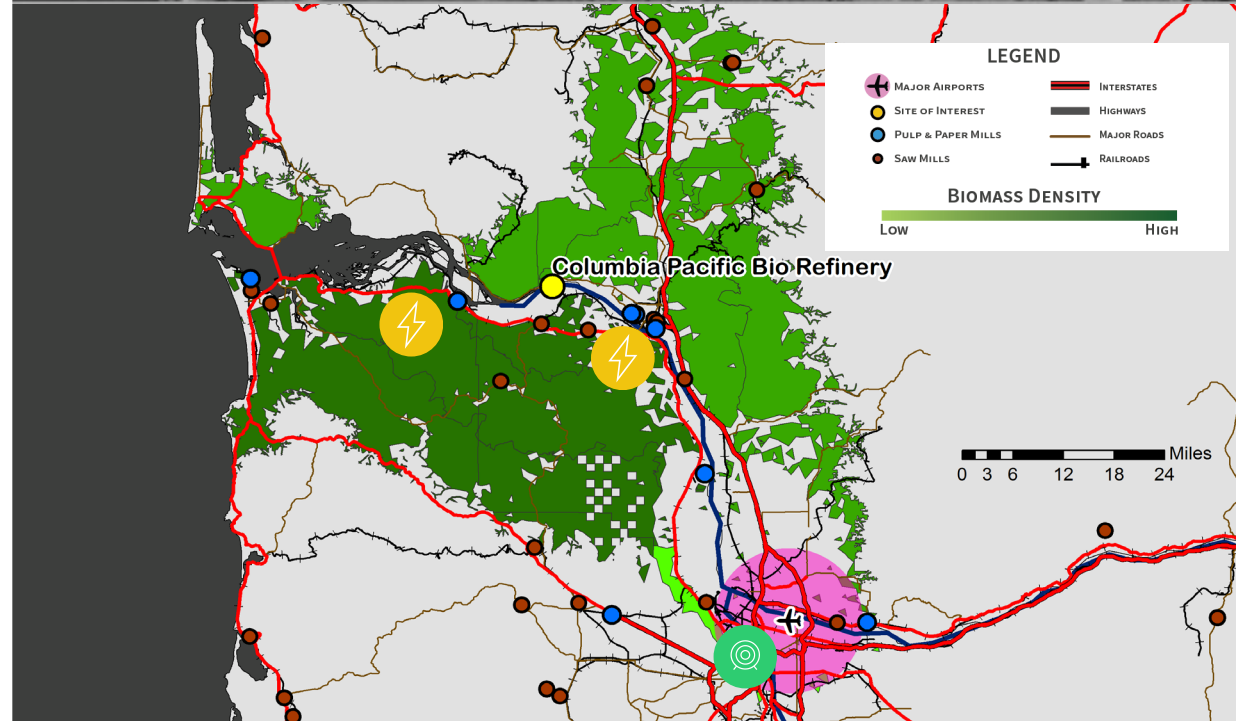 LEGEND
MAJOR AIRPORTS
SITE OF INTEREST
PULP & PAPER MILLS
SAW MILLS
INTERSTATES
HIGHWAYS
MAJOR ROADS
RAILROADS
BIOMASS DENSITY
LOW HIGH
Columbia Pacific Bio Refinery
Miles
0 3 6 12 18 24